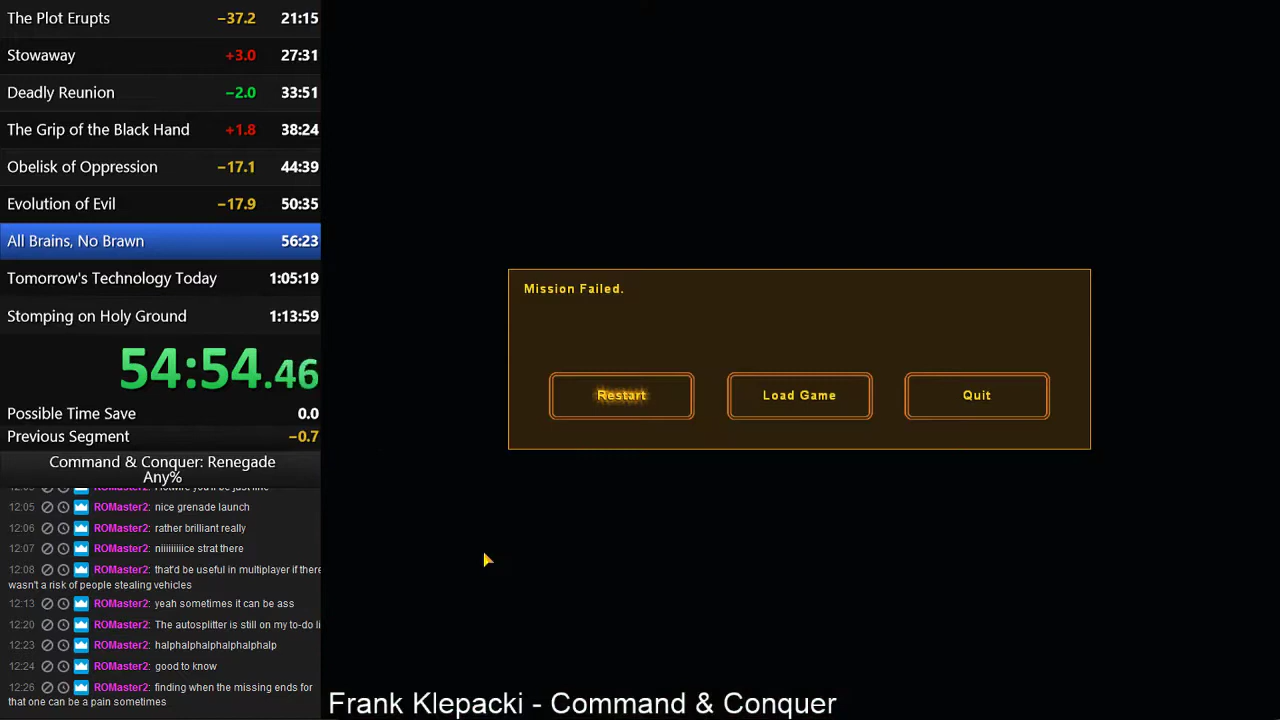 The Plot Erupts −37.2 21:15
Stowaway +3.0 27:31
Deadly Reunion −2.0 33:51
The Grip of the Black Hand +1.8 38:24
Obelisk of Oppression −17.1 44:39
Evolution of Evil −17.9 50:35
All Brains, No Brawn 56:23
Tomorrow's Technology Today 1:05:19
Stomping on Holy Ground 1:13:59
54:54.46
Possible Time Save 0.0
Previous Segment −0.7
Command & Conquer: Renegade
Any%
ROMaster2: Hotwire you'll be just fine
12:05 ROMaster2: nice grenade launch
12:06 ROMaster2: rather brilliant really
12:07 ROMaster2: niiiiiiiiice strat there
12:08 ROMaster2: that'd be useful in multiplayer if there
wasn't a risk of people stealing vehicles
12:13 ROMaster2: yeah sometimes it can be ass
12:20 ROMaster2: The autosplitter is still on my to-do li
12:23 ROMaster2: halphalphalphalphalphalp
12:24 ROMaster2: good to know
12:26 ROMaster2: finding when the missing ends for
that one can be a pain sometimes
Mission Failed.
Restart Load Game Quit
Frank Klepacki - Command & Conquer